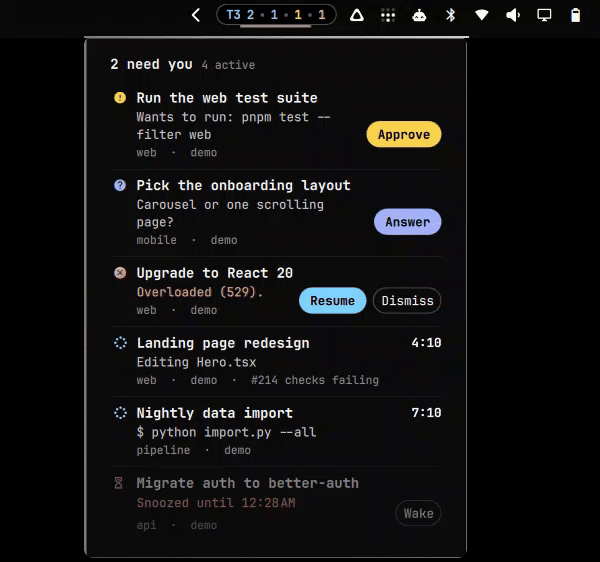 T3 2 · 1 · 1 · 1
2 need you 4 active
Run the web test suite
Wants to run: pnpm test --
filter web
Approve
web · demo
Pick the onboarding layout
Carousel or one scrolling
page?
Answer
mobile · demo
Upgrade to React 20
Overloaded (529).
Resume Dismiss
web · demo
Landing page redesign 4:10
Editing Hero.tsx
web · demo · #214 checks failing
Nightly data import 7:10
$ python import.py --all
pipeline · demo
Migrate auth to better-auth
Snoozed until 12:28AM
Wake
api · demo